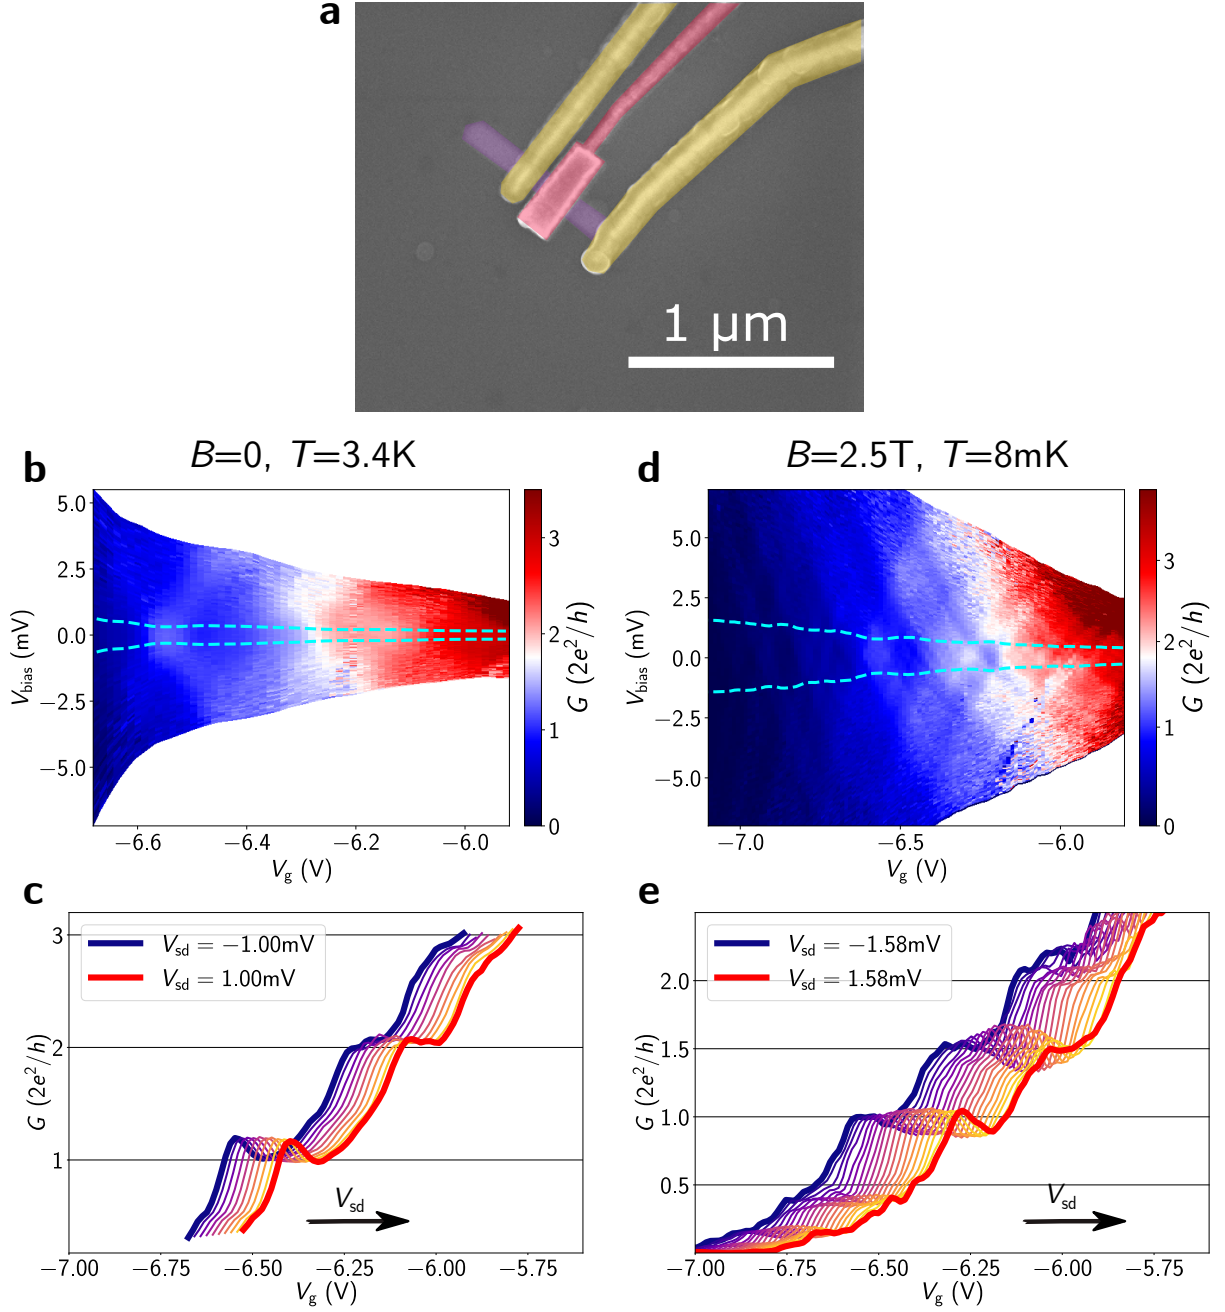 a
1 μm
b
B=0, T=3.4K
5.0
2.5
0.0
−2.5
−5.0
V_bias (mV)
−6.6
−6.4
−6.2
−6.0
V_g (V)
3
2
1
0
G (2e²/h)
d
B=2.5T, T=8mK
5.0
2.5
0.0
−2.5
−5.0
V_bias (mV)
−7.0
−6.5
−6.0
V_g (V)
3
2
1
0
G (2e²/h)
c
V_sd = −1.00mV
V_sd = 1.00mV
3
2
1
G (2e²/h)
V_sd
−7.00
−6.75
−6.50
−6.25
−6.00
−5.75
V_g (V)
e
V_sd = −1.58mV
V_sd = 1.58mV
2.0
1.5
1.0
0.5
G (2e²/h)
V_sd
−7.00
−6.75
−6.50
−6.25
−6.00
−5.75
V_g (V)